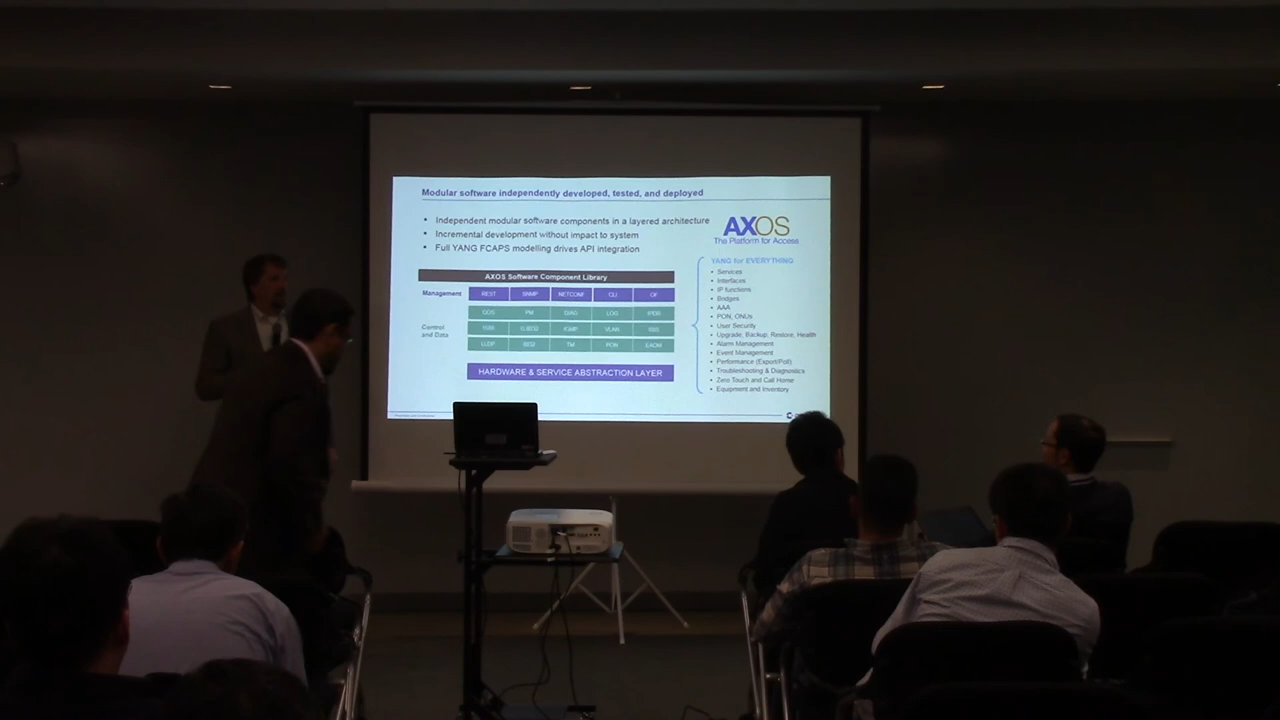 Modular software independently developed, tested, and deployed
Independent modular software components in a layered architecture
Incremental development without impact to system
Full YANG FCAPS modelling drives API integration
AXOS
The Platform for Access
AXOS Software Component Library
Management
REST SNMP NETCONF CLI OF
Control
and Data
PM DIAG LOG
IGMP VLAN
LLDP PON
HARDWARE & SERVICE ABSTRACTION LAYER
YANG for EVERYTHING
Services
Interfaces
IP functions
Bridges
AAA
PON, ONUs
User Security
Upgrade, Backup, Restore, Health
Alarm Management
Event Management
Performance (Export/Poll)
Troubleshooting & Diagnostics
Zero Touch and Call Home
Equipment and Inventory